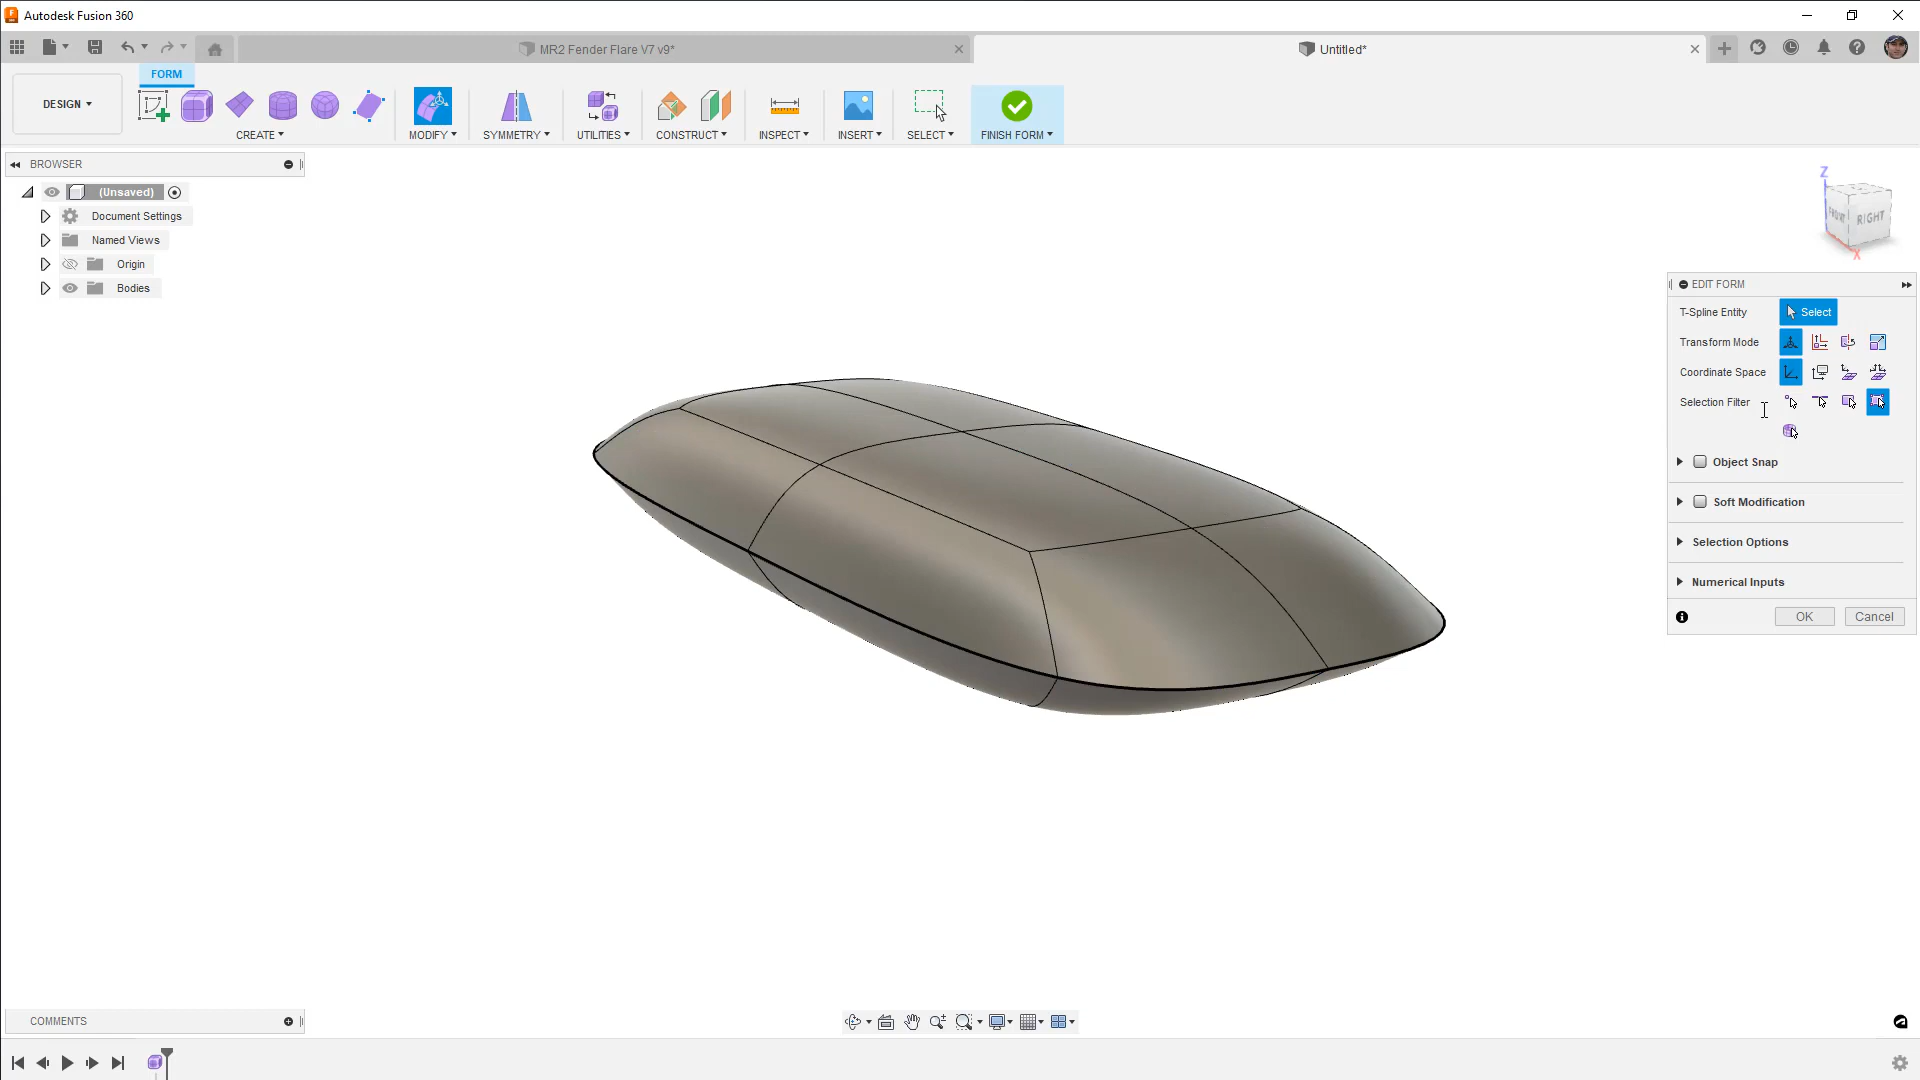 Autodesk Fusion 360
MR2 Fender Flare V7 v9*
Untitled*
FORM
DESIGN
CREATE
MODIFY
SYMMETRY
UTILITIES
CONSTRUCT
INSPECT
INSERT
SELECT
FINISH FORM
BROWSER
(Unsaved)
Document Settings
Named Views
Origin
Bodies
Z
FRONT
RIGHT
X
EDIT FORM
T-Spline Entity
Select
Transform Mode
Coordinate Space
Selection Filter
Object Snap
Soft Modification
Selection Options
Numerical Inputs
OK
Cancel
COMMENTS